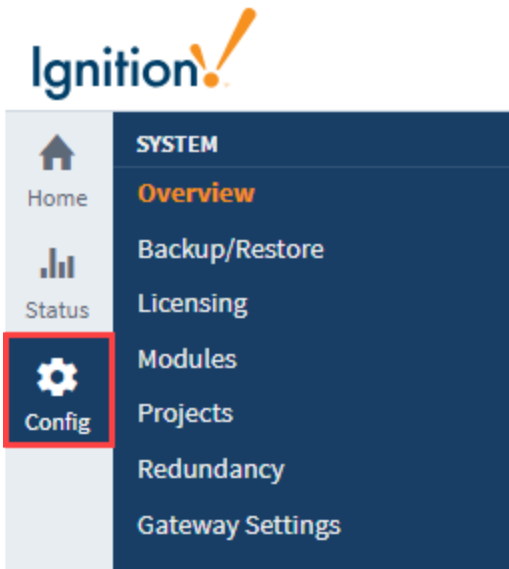 Ignition!
SYSTEM
Home
Overview
Backup/Restore
Status
Licensing
Modules
Config
Projects
Redundancy
Gateway Settings